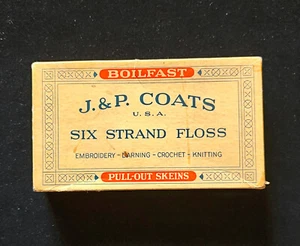 BOILFAST
J. & P. COATS
U.S.A.
SIX STRAND FLOSS
EMBROIDERY - DARNING - CROCHET - KNITTING
PULL-OUT SKEINS